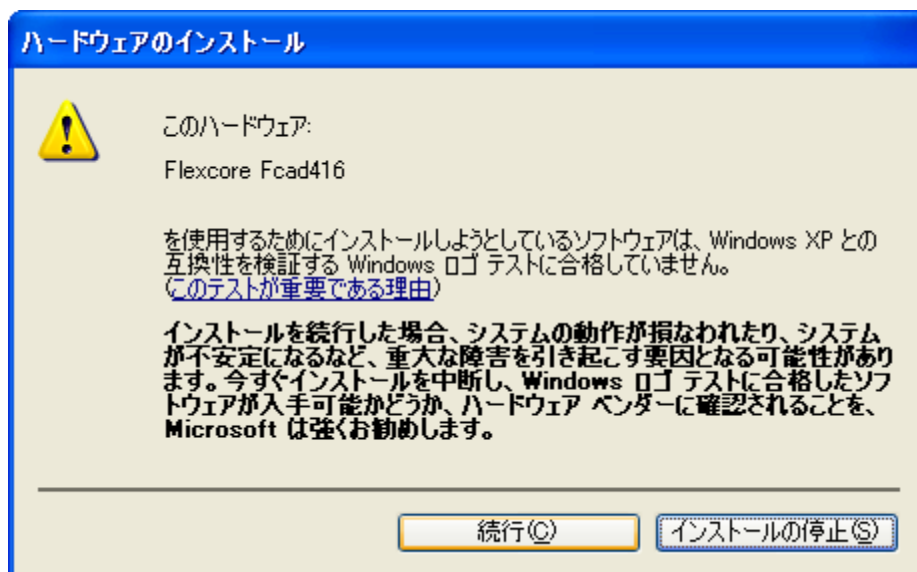 ハードウェアのインストール
このハードウェア:
Flexcore Fcad416
を使用するためにインストールしようとしているソフトウェアは、Windows XP との
互換性を検証する Windows ロゴ テストに合格していません。
(このテストが重要である理由)
インストールを続行した場合、システムの動作が損なわれたり、システム
が不安定になるなど、重大な障害を引き起こす要因となる可能性があり
ます。今すぐインストールを中断し、Windows ロゴ テストに合格したソフ
トウェアが入手可能かどうか、ハードウェア ベンダーに確認されることを、
Microsoft は強くお勧めします。
続行(C)
インストールの停止(S)